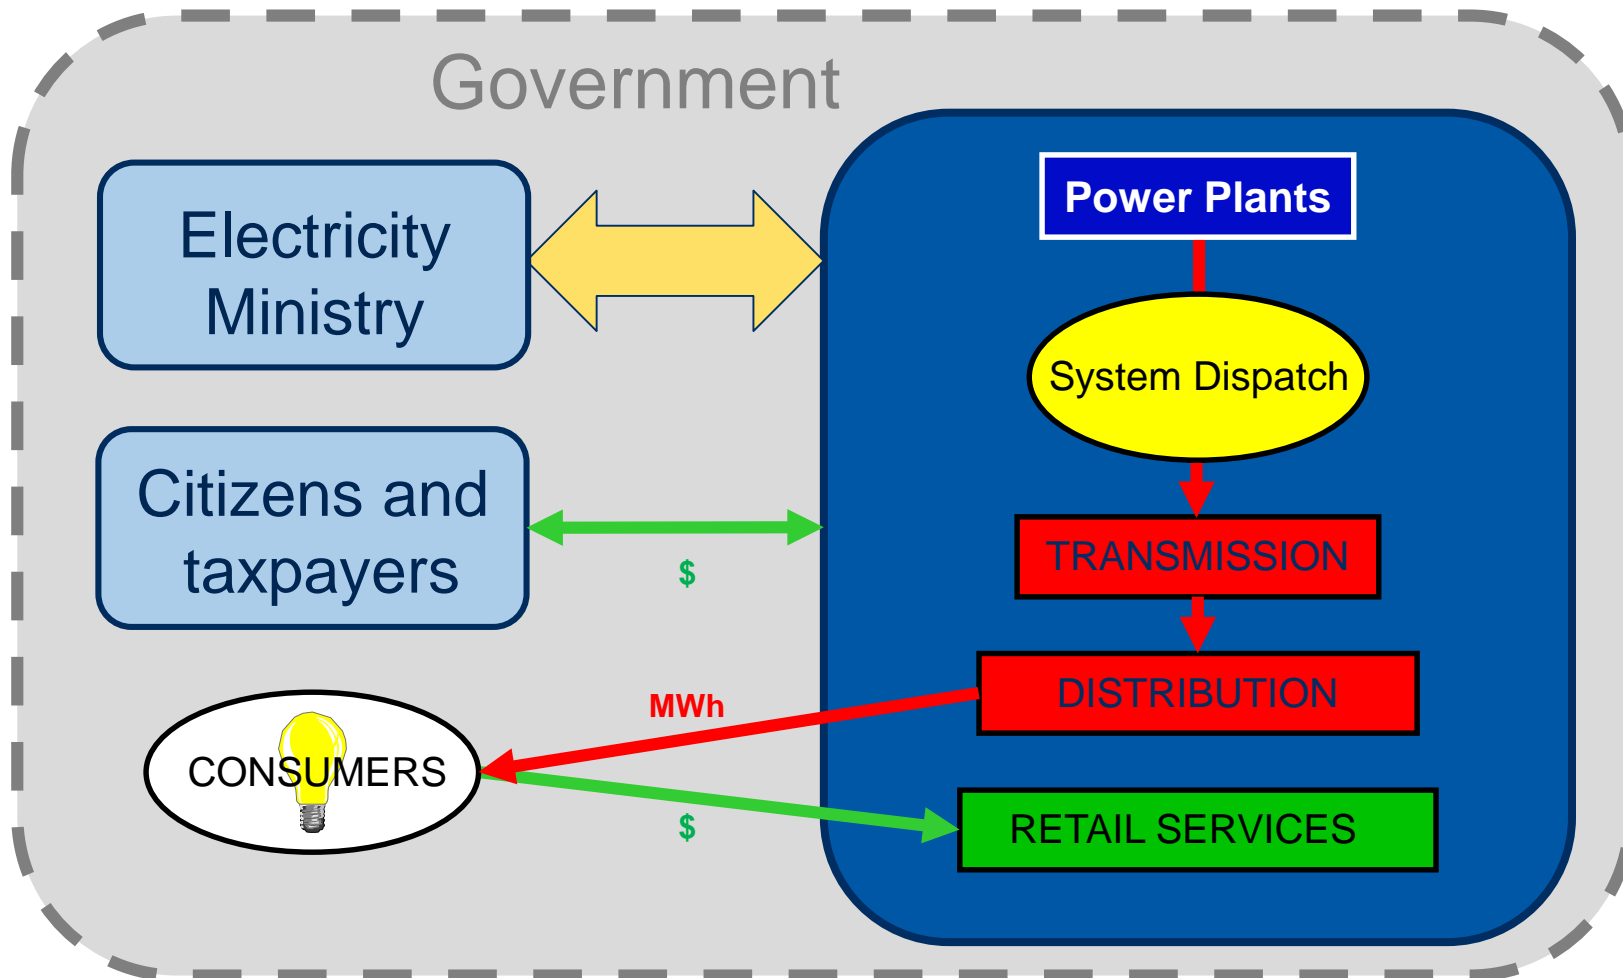 Government
Electricity
Ministry
Power Plants
System Dispatch
Citizens and
taxpayers
$
TRANSMISSION
DISTRIBUTION
MWh
CONSUMERS
$
RETAIL SERVICES